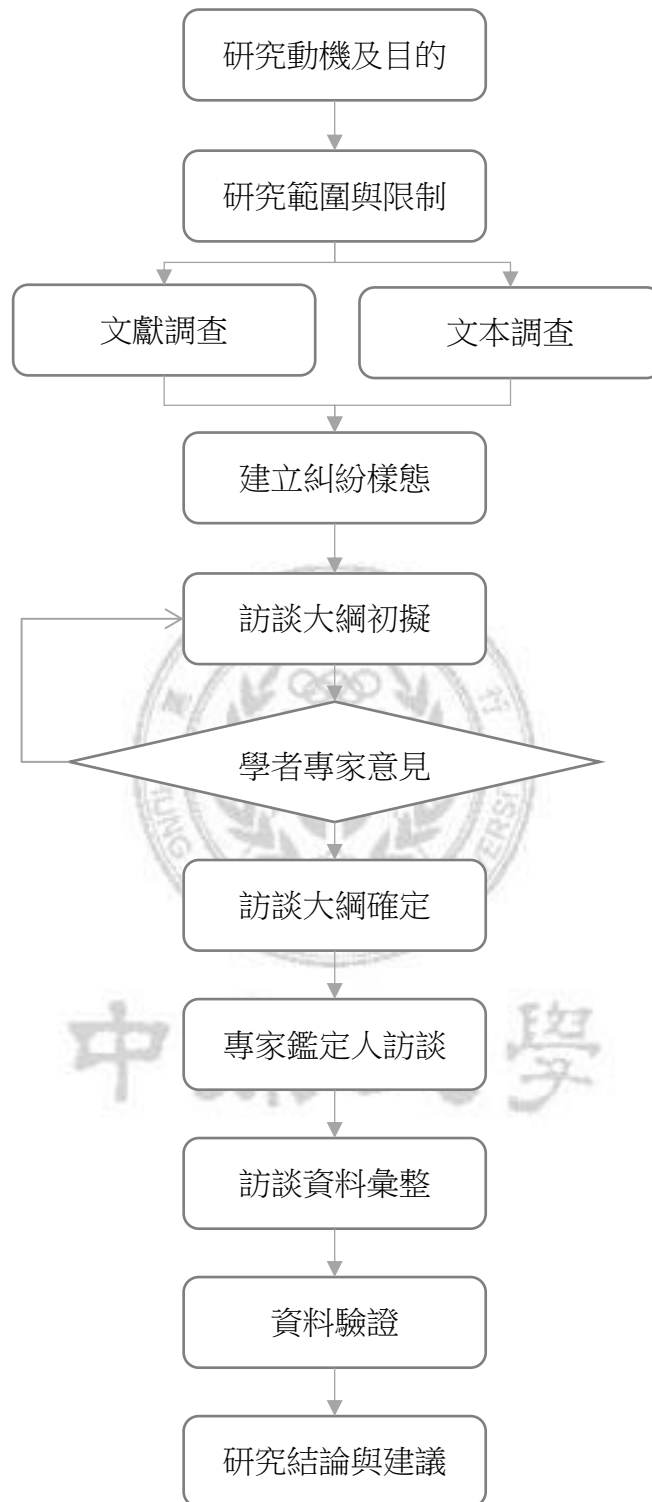 研究動機及目的
研究範圍與限制
文獻調查
文本調查
建立糾紛樣態
訪談大綱初擬
學者專家意見
訪談大綱確定
專家鑑定人訪談
訪談資料彙整
資料驗證
研究結論與建議
中
學